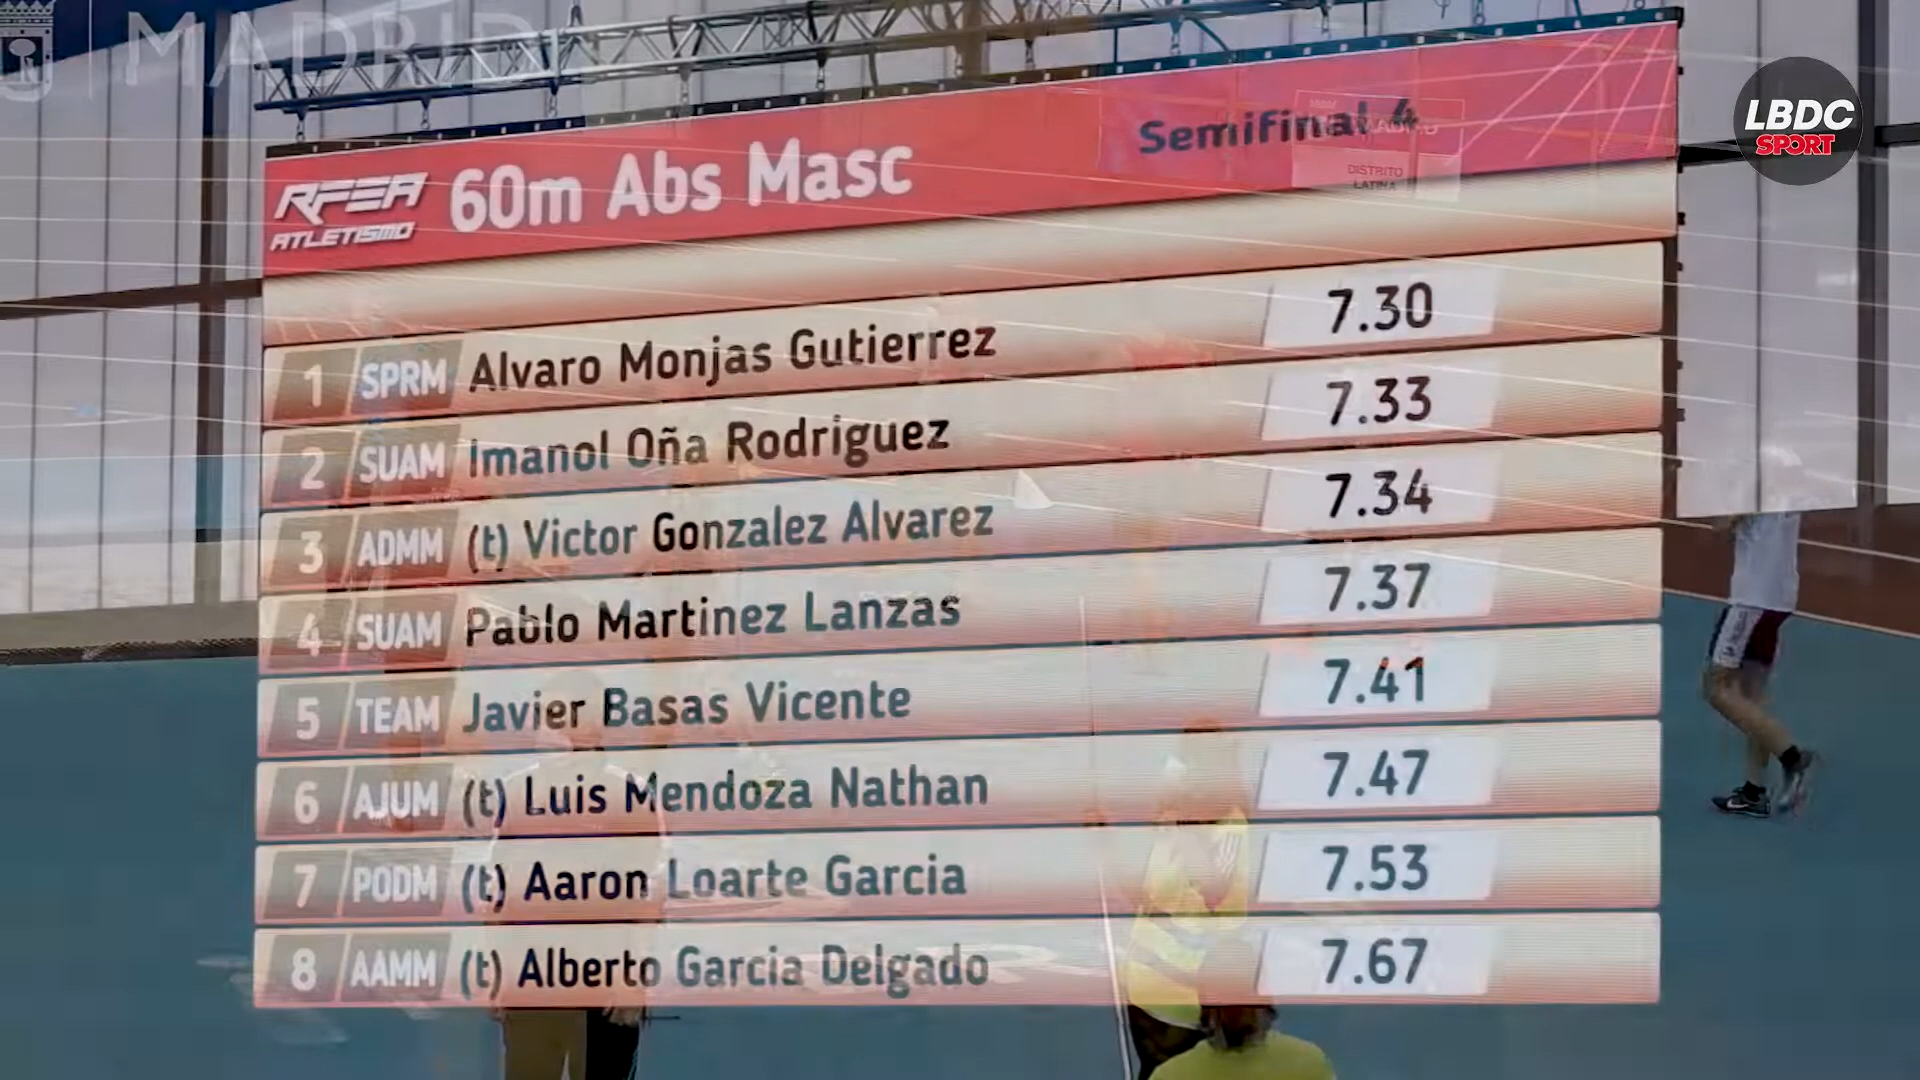 MADRID
LBDC
SPORT
RFEA
ATLETISMO
60m Abs Masc
Semifinal 4
DISTRITO
LATINA
1 SPRM Alvaro Monjas Gutierrez 7.30
2 SUAM Imanol Oña Rodriguez 7.33
3 ADMM (t) Victor Gonzalez Alvarez 7.34
4 SUAM Pablo Martinez Lanzas 7.37
5 TEAM Javier Basas Vicente 7.41
6 AJUM (t) Luis Mendoza Nathan 7.47
7 PODM (t) Aaron Loarte Garcia 7.53
8 AAMM (t) Alberto Garcia Delgado 7.67